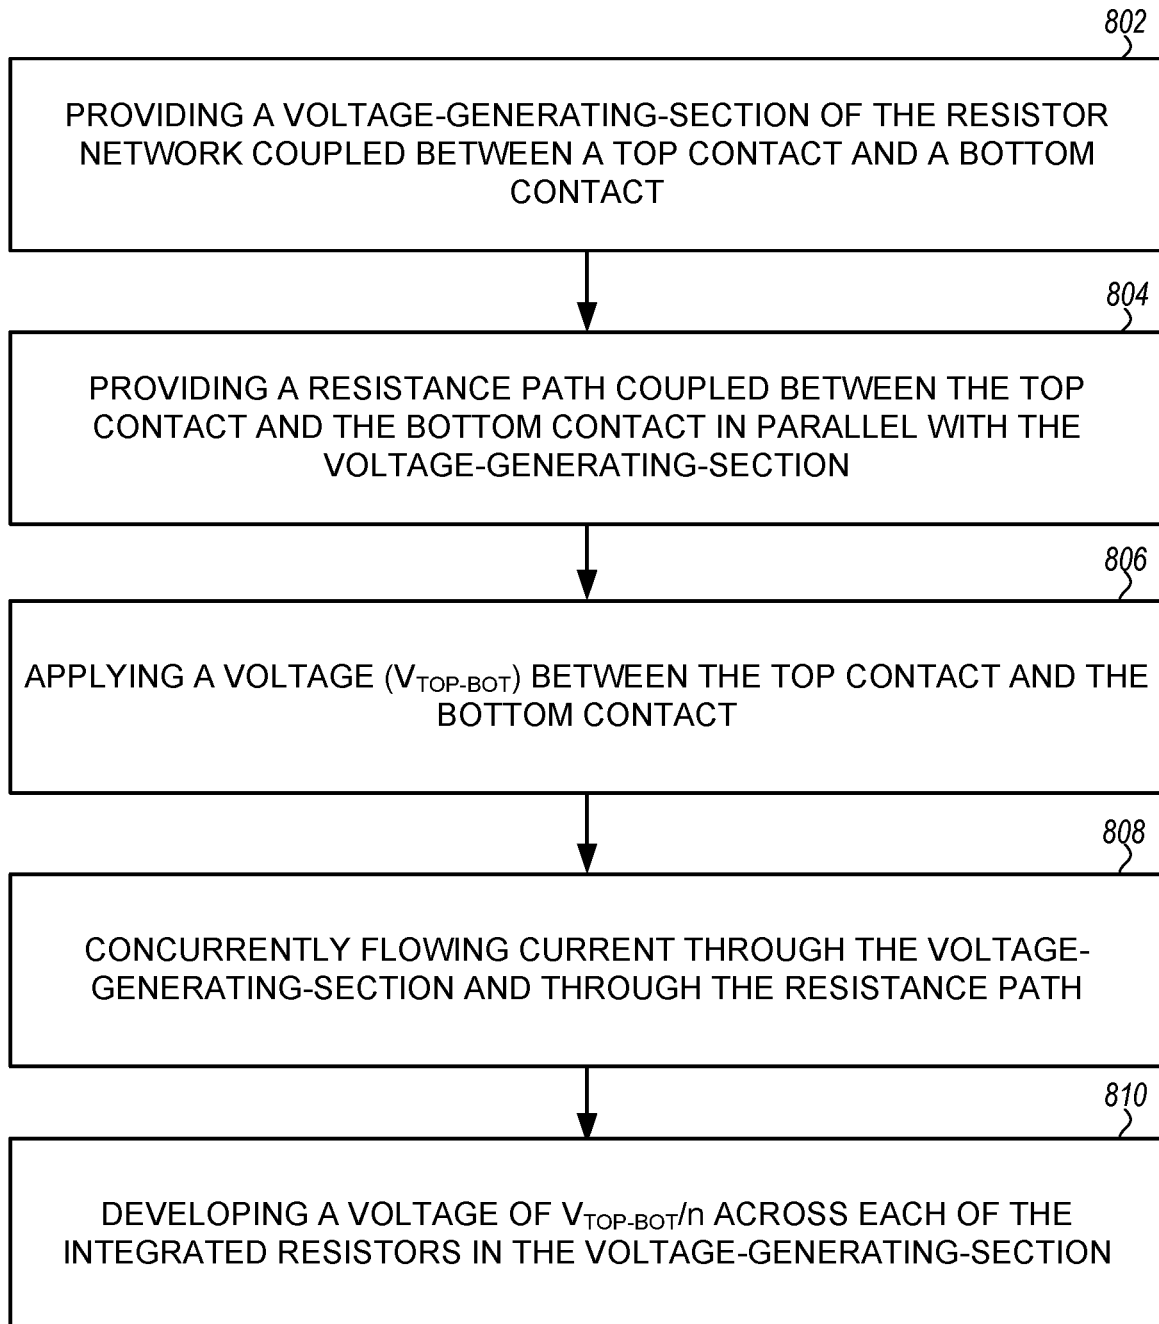 802
PROVIDING A VOLTAGE-GENERATING-SECTION OF THE RESISTOR
NETWORK COUPLED BETWEEN A TOP CONTACT AND A BOTTOM
CONTACT
804
PROVIDING A RESISTANCE PATH COUPLED BETWEEN THE TOP
CONTACT AND THE BOTTOM CONTACT IN PARALLEL WITH THE
VOLTAGE-GENERATING-SECTION
806
APPLYING A VOLTAGE (VTOP-BOT) BETWEEN THE TOP CONTACT AND THE
BOTTOM CONTACT
808
CONCURRENTLY FLOWING CURRENT THROUGH THE VOLTAGE-
GENERATING-SECTION AND THROUGH THE RESISTANCE PATH
810
DEVELOPING A VOLTAGE OF VTOP-BOT/n ACROSS EACH OF THE
INTEGRATED RESISTORS IN THE VOLTAGE-GENERATING-SECTION